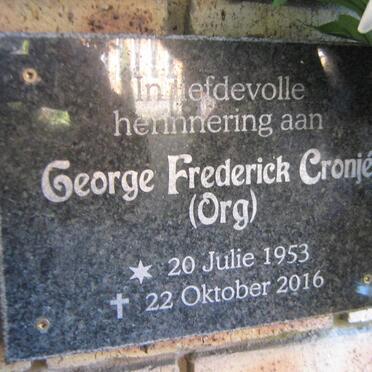 In liefdevolle
herinnering aan
George Frederick Cronjé
(Org)
20 Julie 1953
22 Oktober 2016